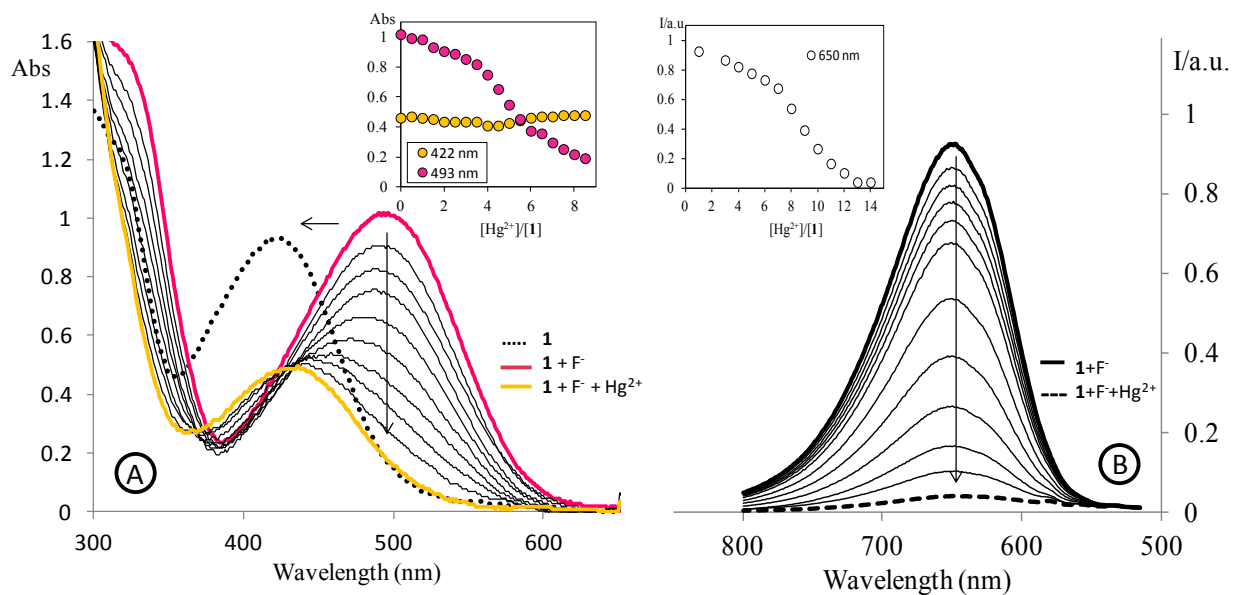 Abs
1.6
1.4
1.2
1
0.8
0.6
0.4
0.2
0
300
400
500
600
Wavelength (nm)
A
1
1 + F⁻
1 + F⁻ + Hg²⁺
Abs
1
0.8
0.6
0.4
0.2
0
422 nm
493 nm
0 2 4 6 8
[Hg²⁺]/[1]
I/a.u.
1
0.8
0.6
0.4
0.2
0
650 nm
0 2 4 6 8 10 12 14
[Hg²⁺]/[1]
I/a.u.
1
0.8
0.6
0.4
0.2
0
1+F⁻
1+F⁻+Hg²⁺
B
800
700
600
500
Wavelength (nm)